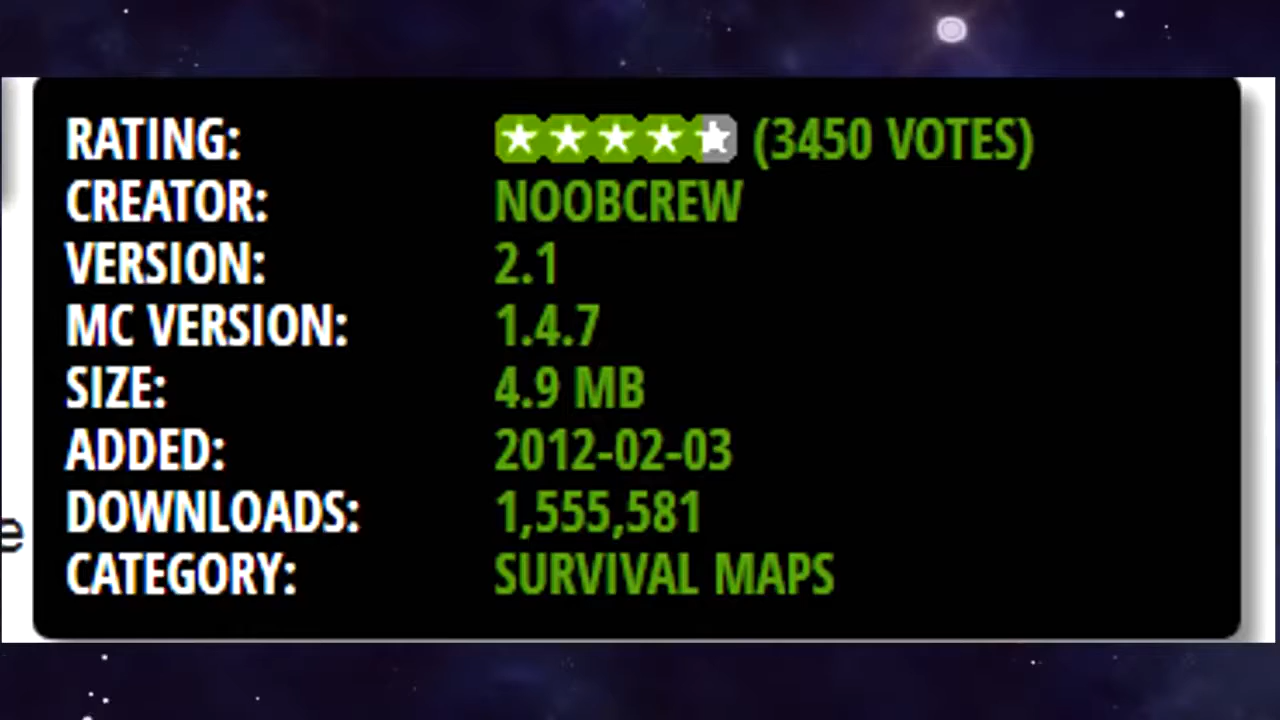 RATING: (3450 VOTES)
CREATOR: NOOBCREW
VERSION: 2.1
MC VERSION: 1.4.7
SIZE: 4.9 MB
ADDED: 2012-02-03
DOWNLOADS: 1,555,581
e
CATEGORY: SURVIVAL MAPS